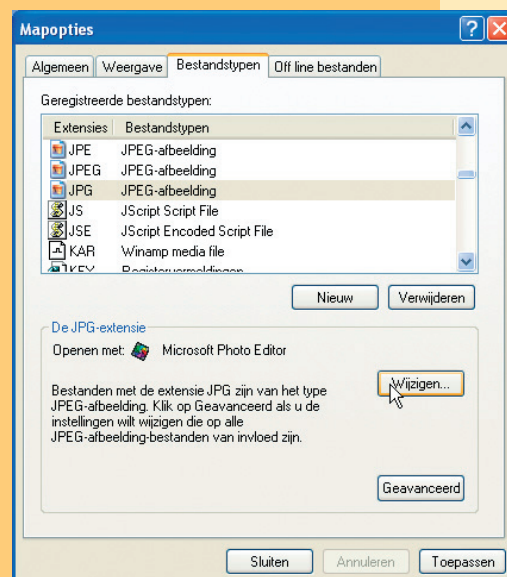 Mapopties
Algemeen Weergave Bestandstypen Off line bestanden
Geregistreerde bestandstypen:
Extensies Bestandstypen
JPE JPEG-afbeelding
JPEG JPEG-afbeelding
JPG JPEG-afbeelding
JS JScript Script File
JSE JScript Encoded Script File
KAR Winamp media file
KEY Registervermeldingen
Nieuw Verwijderen
De JPG-extensie
Openen met: Microsoft Photo Editor
Wijzigen...
Bestanden met de extensie JPG zijn van het type
JPEG-afbeelding. Klik op Geavanceerd als u de
instellingen wilt wijzigen die op alle
JPEG-afbeelding-bestanden van invloed zijn.
Geavanceerd
Sluiten Annuleren Toepassen